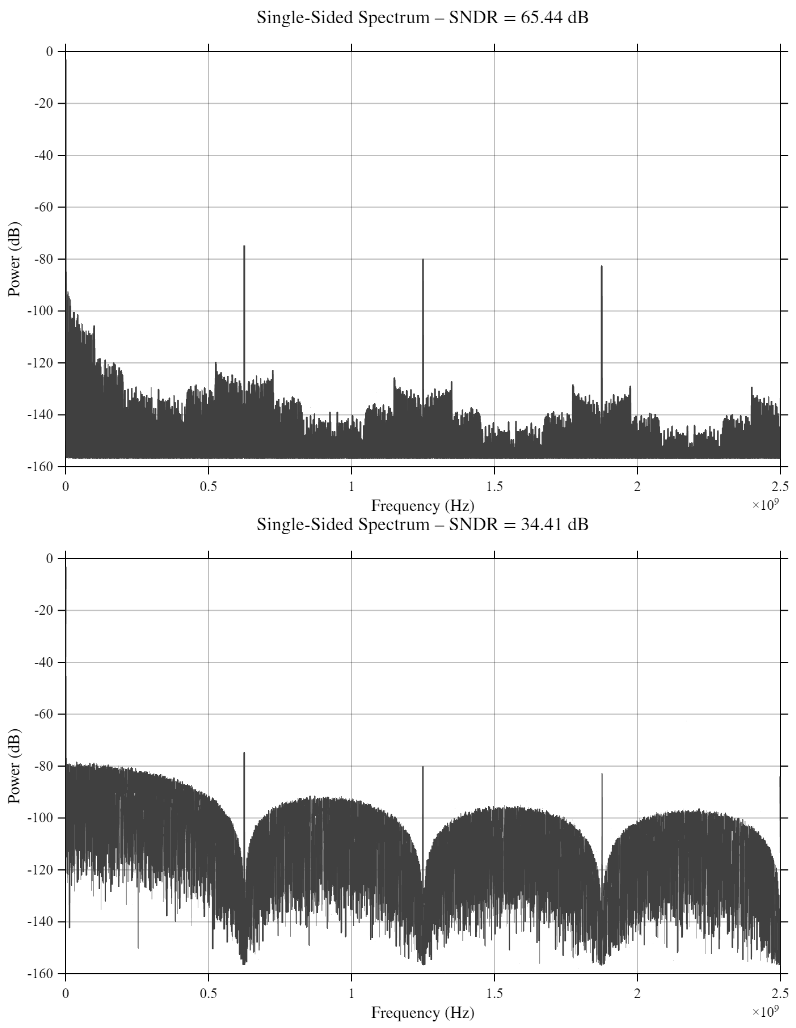 Single-Sided Spectrum – SNDR = 65.44 dB
0
-20
-40
-60
-80
-100
-120
-140
-160
Power (dB)
0 0.5 1 1.5 2 2.5
Frequency (Hz)
×10⁹
Single-Sided Spectrum – SNDR = 34.41 dB
0
-20
-40
-60
-80
-100
-120
-140
-160
Power (dB)
0 0.5 1 1.5 2 2.5
Frequency (Hz)
×10⁹